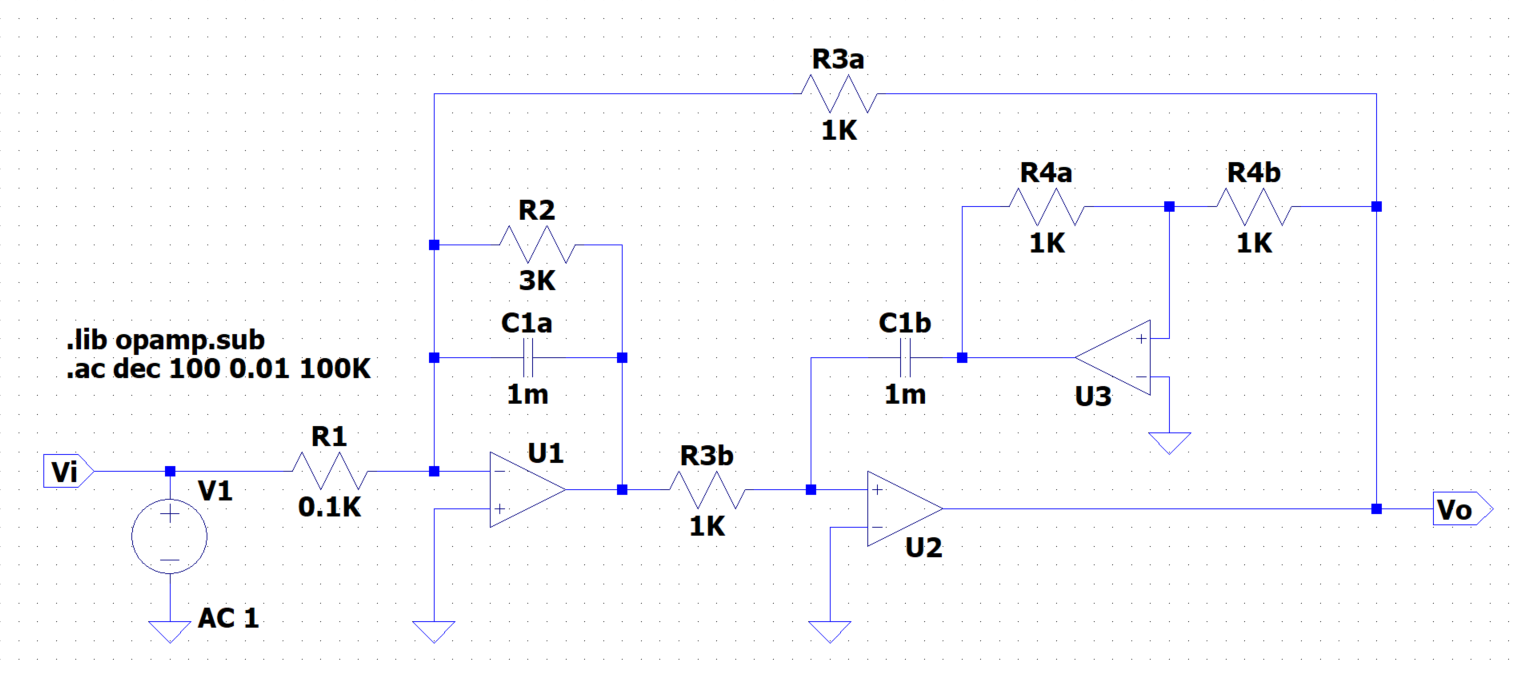 R3a
1K
R4a
R4b
1K
1K
R2
3K
C1a
1m
C1b
1m
.lib opamp.sub
.ac dec 100 0.01 100K
+
−
U3
Vi
R1
0.1K
V1
+
−
AC 1
U1
−
+
R3b
1K
+
−
U2
Vo